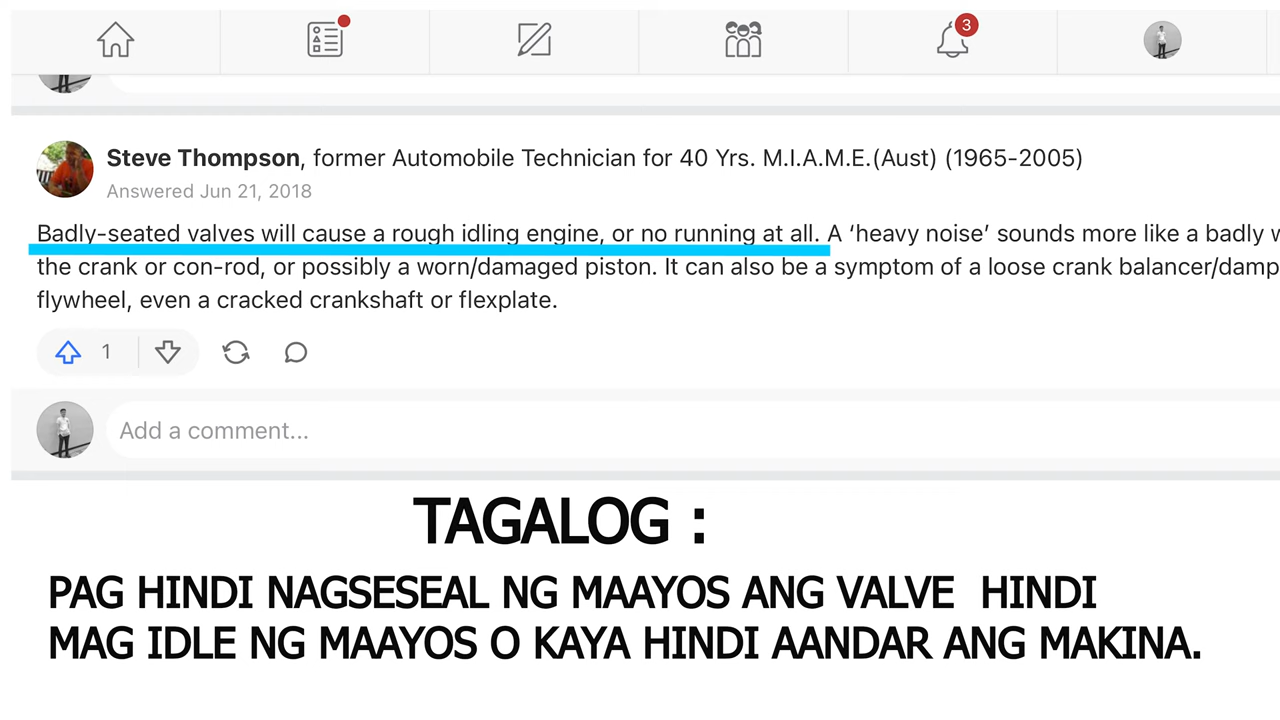 3
Steve Thompson, former Automobile Technician for 40 Yrs. M.I.A.M.E.(Aust) (1965-2005)
Answered Jun 21, 2018
Badly-seated valves will cause a rough idling engine, or no running at all. A ‘heavy noise’ sounds more like a badly
the crank or con-rod, or possibly a worn/damaged piston. It can also be a symptom of a loose crank balancer/damp
flywheel, even a cracked crankshaft or flexplate.
1
Add a comment...
TAGALOG :
PAG HINDI NAGSESEAL NG MAAYOS ANG VALVE HINDI
MAG IDLE NG MAAYOS O KAYA HINDI AANDAR ANG MAKINA.